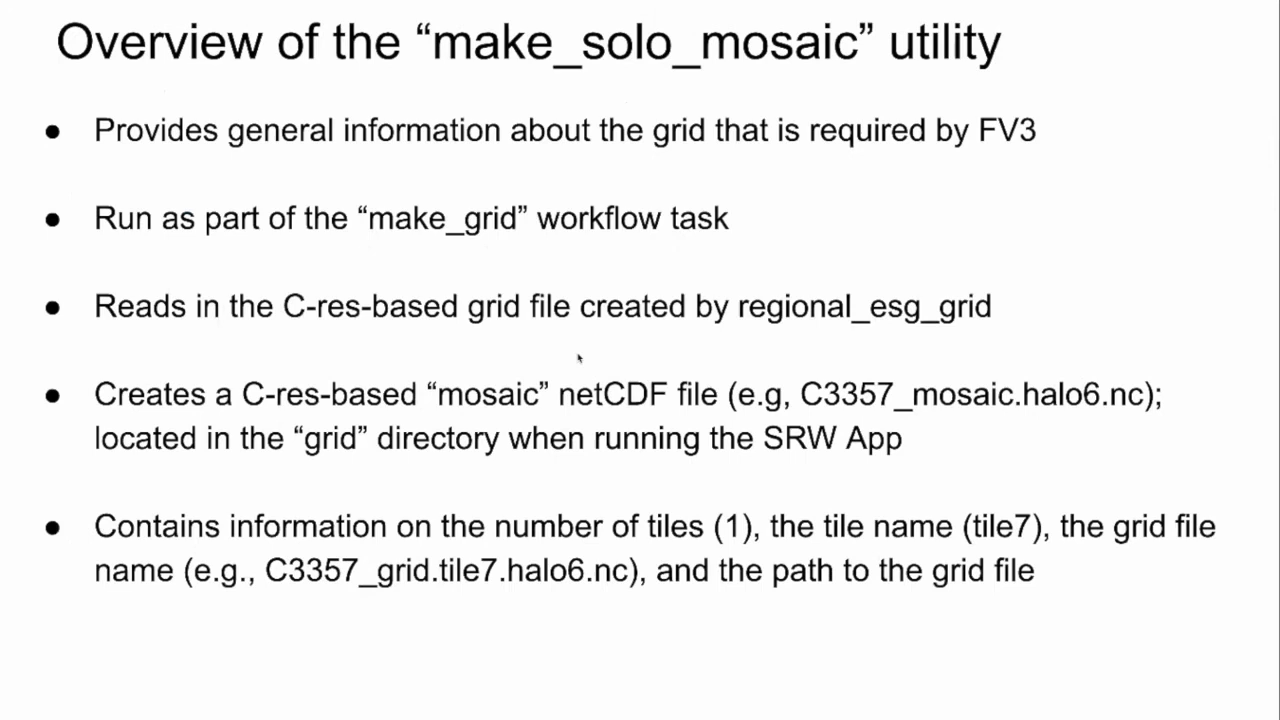 Overview of the “make_solo_mosaic” utility
● Provides general information about the grid that is required by FV3
● Run as part of the “make_grid” workflow task
● Reads in the C-res-based grid file created by regional_esg_grid
● Creates a C-res-based “mosaic” netCDF file (e.g, C3357_mosaic.halo6.nc);
located in the “grid” directory when running the SRW App
● Contains information on the number of tiles (1), the tile name (tile7), the grid file
name (e.g., C3357_grid.tile7.halo6.nc), and the path to the grid file